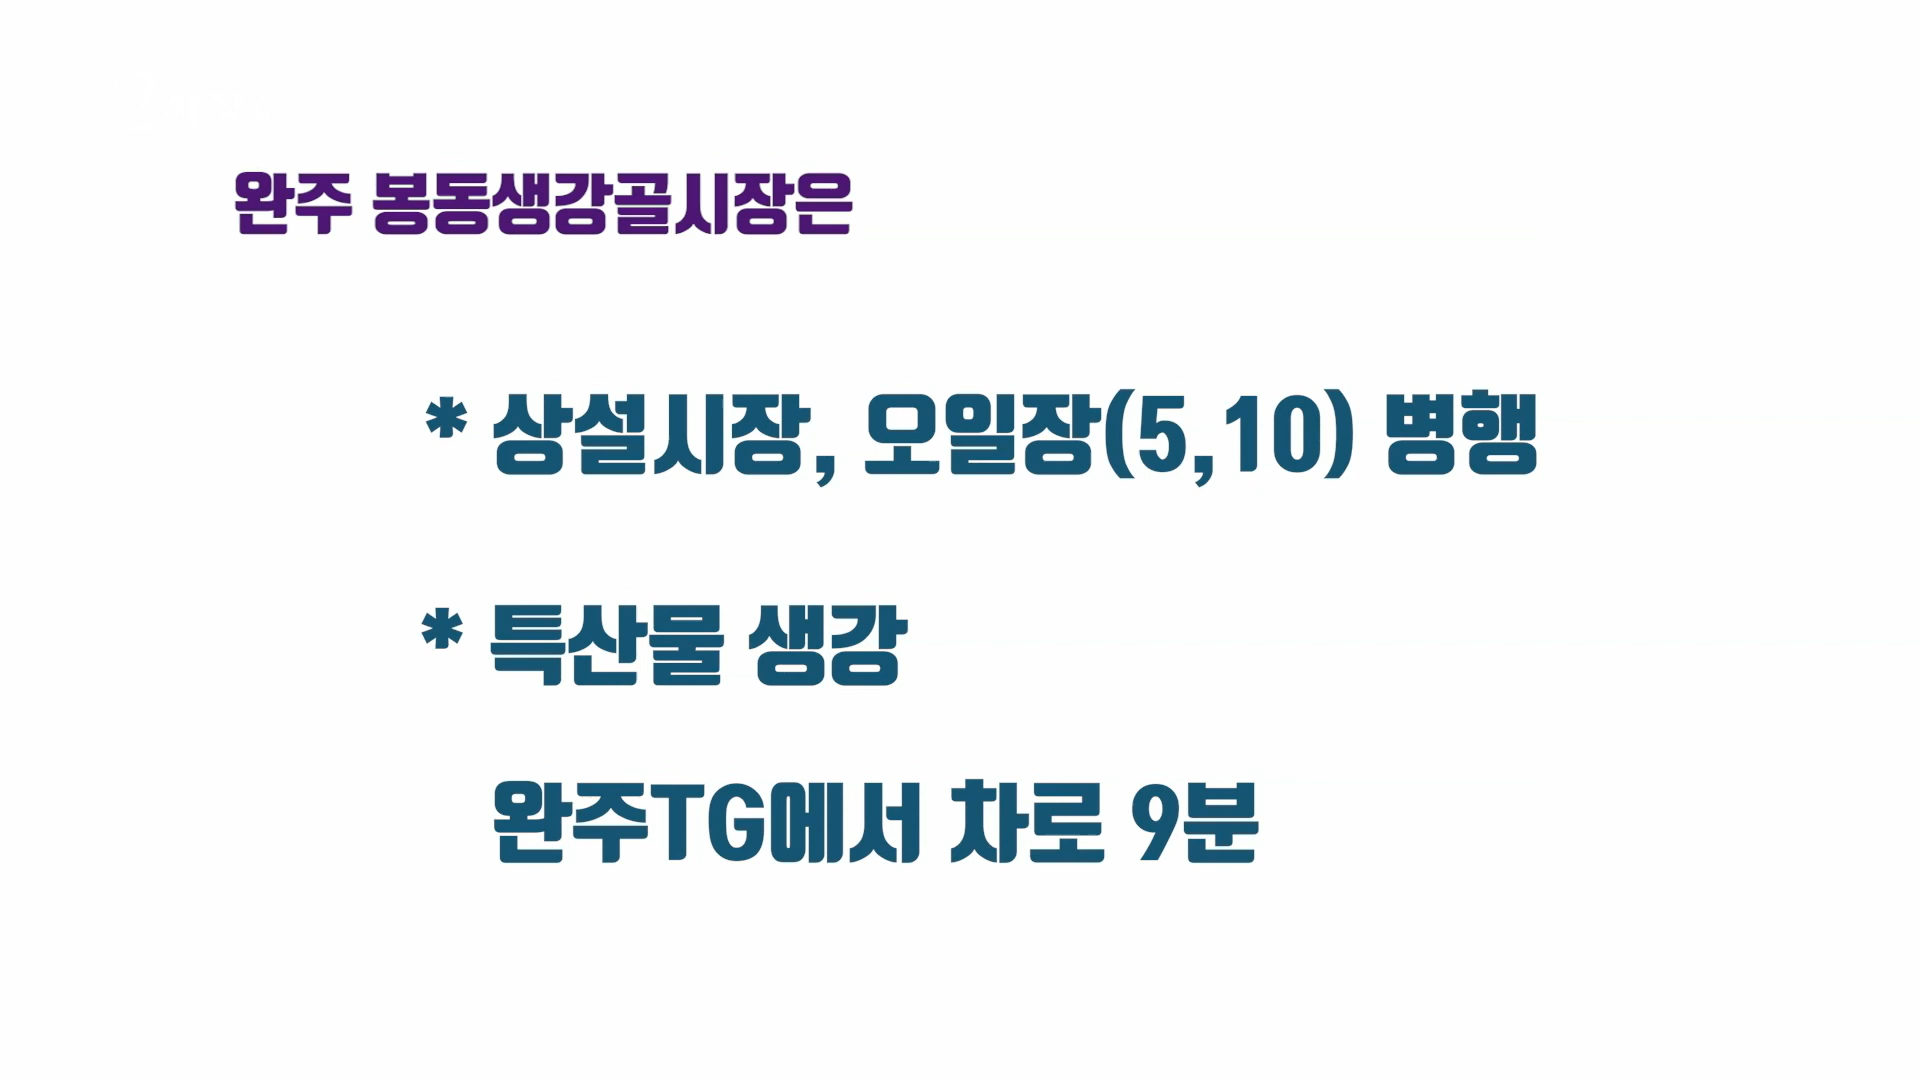 완주 봉동생강골시장은
* 상설시장, 오일장(5,10) 병행
* 특산물 생강
완주TG에서 차로 9분